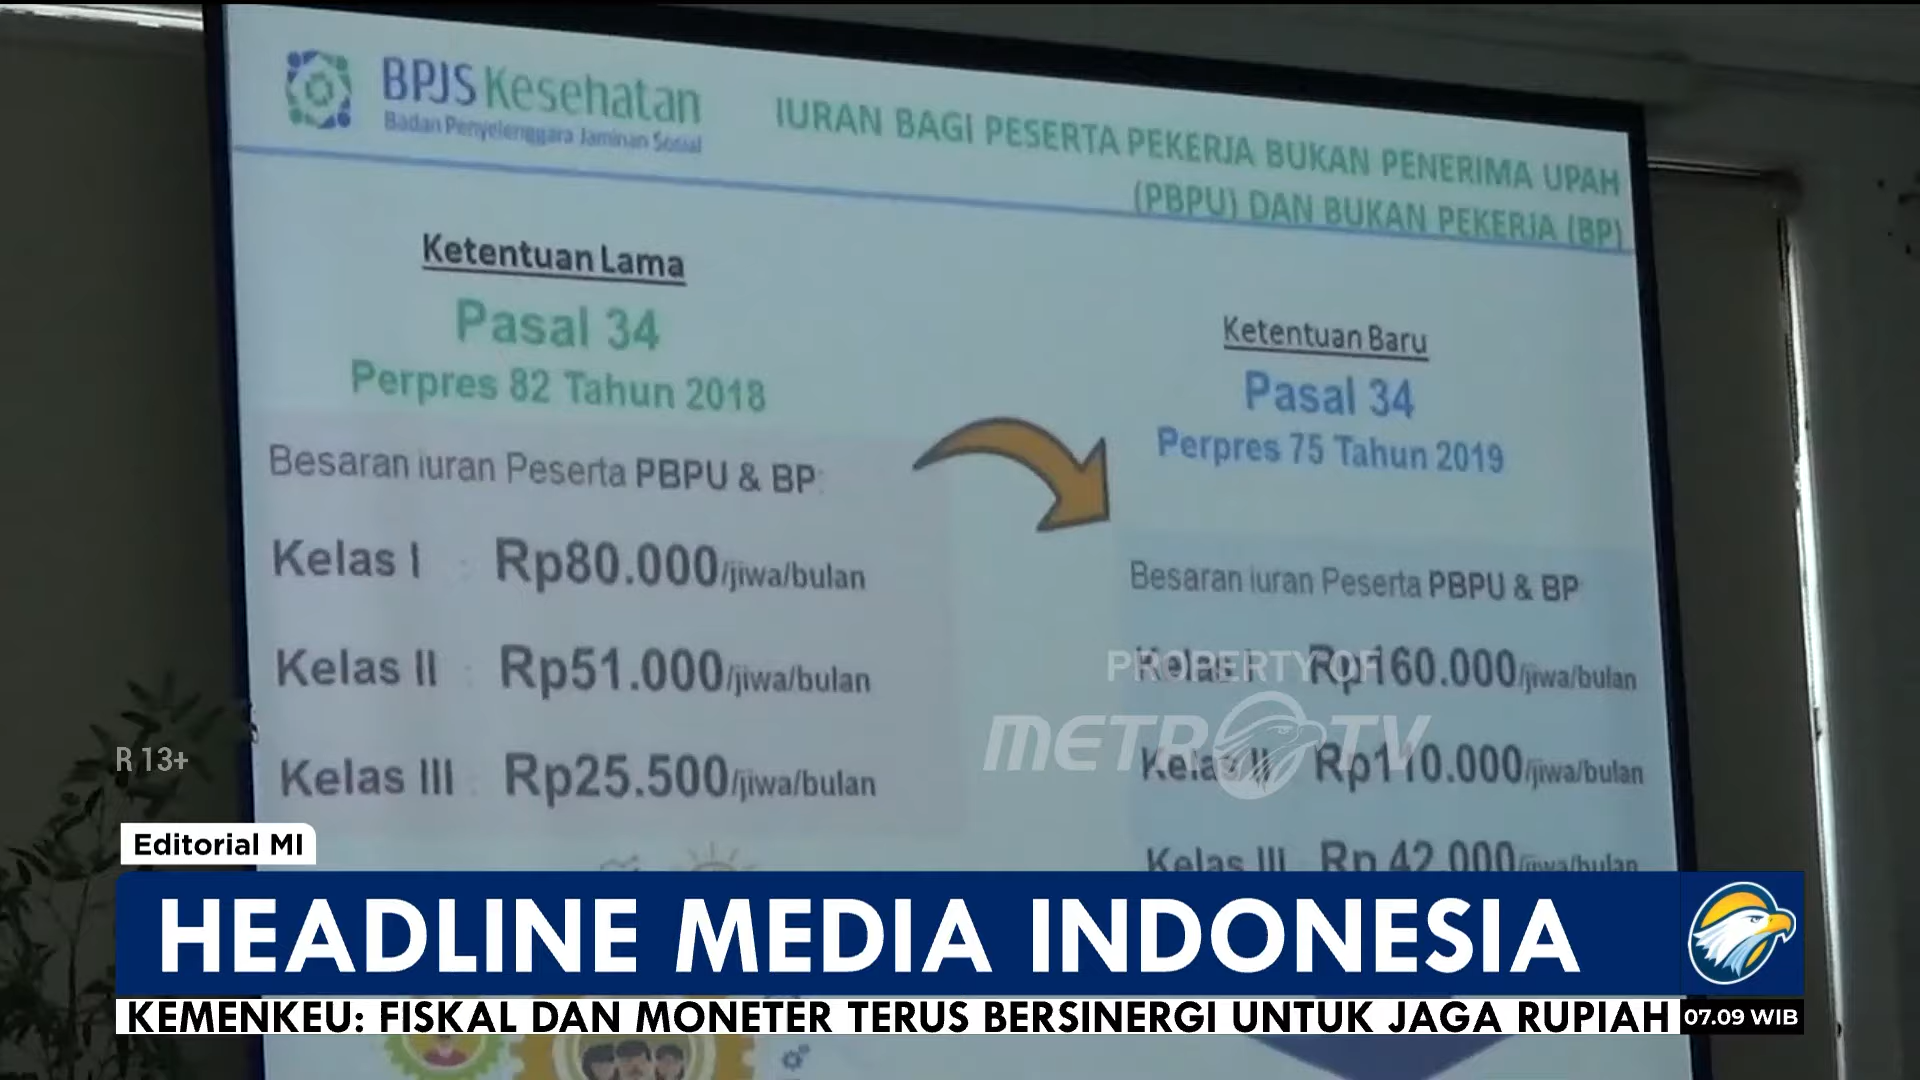 BPJS Kesehatan
Badan Penyelenggara Jaminan Sosial
IURAN BAGI PESERTA PEKERJA BUKAN PENERIMA UPAH
(PBPU) DAN BUKAN PEKERJA (BP)
Ketentuan Lama
Pasal 34
Perpres 82 Tahun 2018
Besaran iuran Peserta PBPU & BP:
Kelas I : Rp80.000/jiwa/bulan
Kelas II : Rp51.000/jiwa/bulan
Kelas III : Rp25.500/jiwa/bulan
Ketentuan Baru
Pasal 34
Perpres 75 Tahun 2019
Besaran iuran Peserta PBPU & BP
Kelas I Rp160.000/jiwa/bulan
Kelas II Rp110.000/jiwa/bulan
Kelas III Rp 42.000/jiwa/bulan
PROPERTY OF
METRO TV
R 13+
Editorial MI
HEADLINE MEDIA INDONESIA
KEMENKEU: FISKAL DAN MONETER TERUS BERSINERGI UNTUK JAGA RUPIAH
07.09 WIB